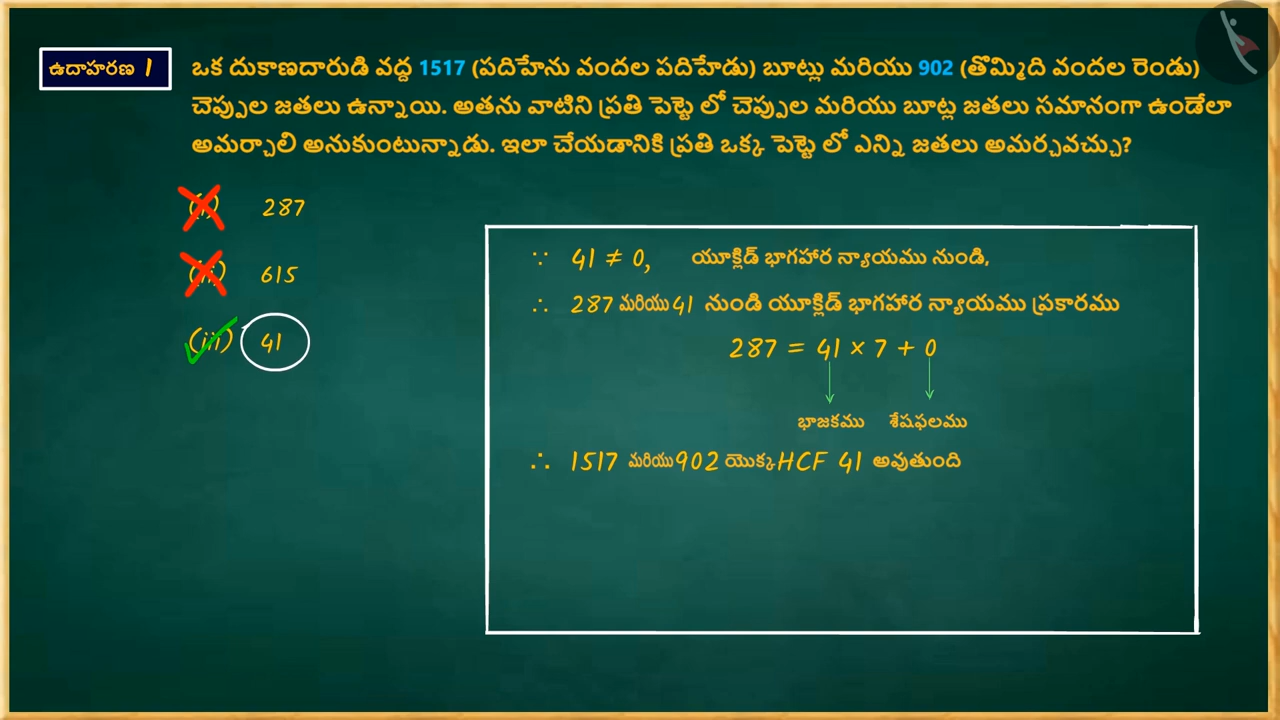 ఉదాహరణ 1
ఒక దుకాణదారుడి వద్ద 1517 (పదిహేను వందల పదిహేడు) బూట్లు మరియు 902 (తొమ్మిది వందల రెండు)
చెప్పుల జతలు ఉన్నాయి. అతను వాటిని ప్రతి పెట్టె లో చెప్పుల మరియు బూట్ల జతలు సమానంగా ఉండేలా
అమర్చాలి అనుకుంటున్నాడు. ఇలా చేయడానికి ప్రతి ఒక్క పెట్టె లో ఎన్ని జతలు అమర్చవచ్చు?
(i) 287
(ii) 615
(iii) 41
∵ 41 ≠ 0, యూక్లిడ్ భాగహార న్యాయము నుండి,
∴ 287 మరియు 41 నుండి యూక్లిడ్ భాగహార న్యాయము ప్రకారము
287 = 41 × 7 + 0
భాజకము శేషఫలము
∴ 1517 మరియు 902 యొక్క HCF 41 అవుతుంది